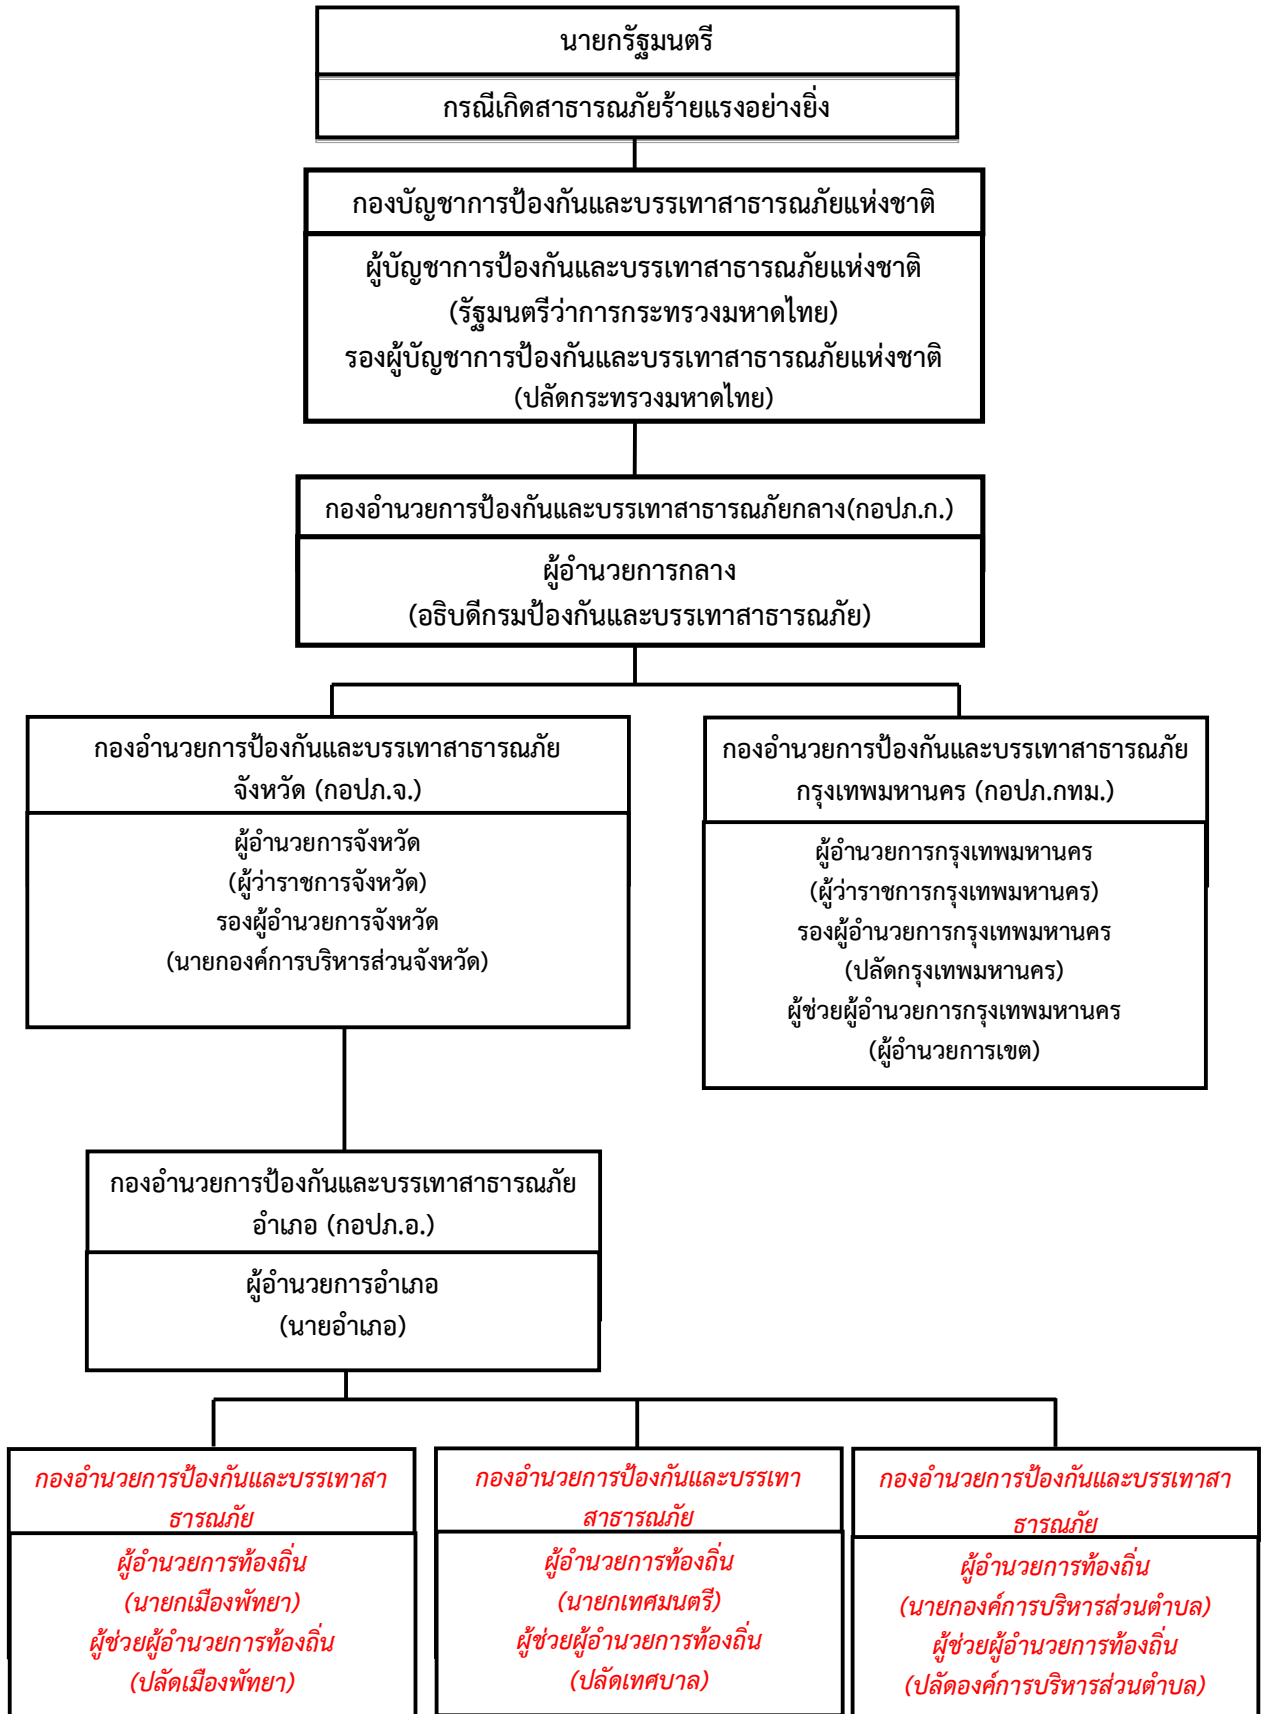 นายกรัฐมนตรี
กรณีเกิดสาธารณภัยร้ายแรงอย่างยิ่ง
กองบัญชาการป้องกันและบรรเทาสาธารณภัยแห่งชาติ
ผู้บัญชาการป้องกันและบรรเทาสาธารณภัยแห่งชาติ
(รัฐมนตรีว่าการกระทรวงมหาดไทย)
รองผู้บัญชาการป้องกันและบรรเทาสาธารณภัยแห่งชาติ
(ปลัดกระทรวงมหาดไทย)
กองอำนวยการป้องกันและบรรเทาสาธารณภัยกลาง(กอปภ.ก.)
ผู้อำนวยการกลาง
(อธิบดีกรมป้องกันและบรรเทาสาธารณภัย)
กองอำนวยการป้องกันและบรรเทาสาธารณภัย
จังหวัด (กอปภ.จ.)
ผู้อำนวยการจังหวัด
(ผู้ว่าราชการจังหวัด)
รองผู้อำนวยการจังหวัด
(นายกองค์การบริหารส่วนจังหวัด)
กองอำนวยการป้องกันและบรรเทาสาธารณภัย
กรุงเทพมหานคร (กอปภ.กทม.)
ผู้อำนวยการกรุงเทพมหานคร
(ผู้ว่าราชการกรุงเทพมหานคร)
รองผู้อำนวยการกรุงเทพมหานคร
(ปลัดกรุงเทพมหานคร)
ผู้ช่วยผู้อำนวยการกรุงเทพมหานคร
(ผู้อำนวยการเขต)
กองอำนวยการป้องกันและบรรเทาสาธารณภัย
อำเภอ (กอปภ.อ.)
ผู้อำนวยการอำเภอ
(นายอำเภอ)
กองอำนวยการป้องกันและบรรเทาสา
ธารณภัย
ผู้อำนวยการท้องถิ่น
(นายกเมืองพัทยา)
ผู้ช่วยผู้อำนวยการท้องถิ่น
(ปลัดเมืองพัทยา)
กองอำนวยการป้องกันและบรรเทา
สาธารณภัย
ผู้อำนวยการท้องถิ่น
(นายกเทศมนตรี)
ผู้ช่วยผู้อำนวยการท้องถิ่น
(ปลัดเทศบาล)
กองอำนวยการป้องกันและบรรเทาสา
ธารณภัย
ผู้อำนวยการท้องถิ่น
(นายกองค์การบริหารส่วนตำบล)
ผู้ช่วยผู้อำนวยการท้องถิ่น
(ปลัดองค์การบริหารส่วนตำบล)